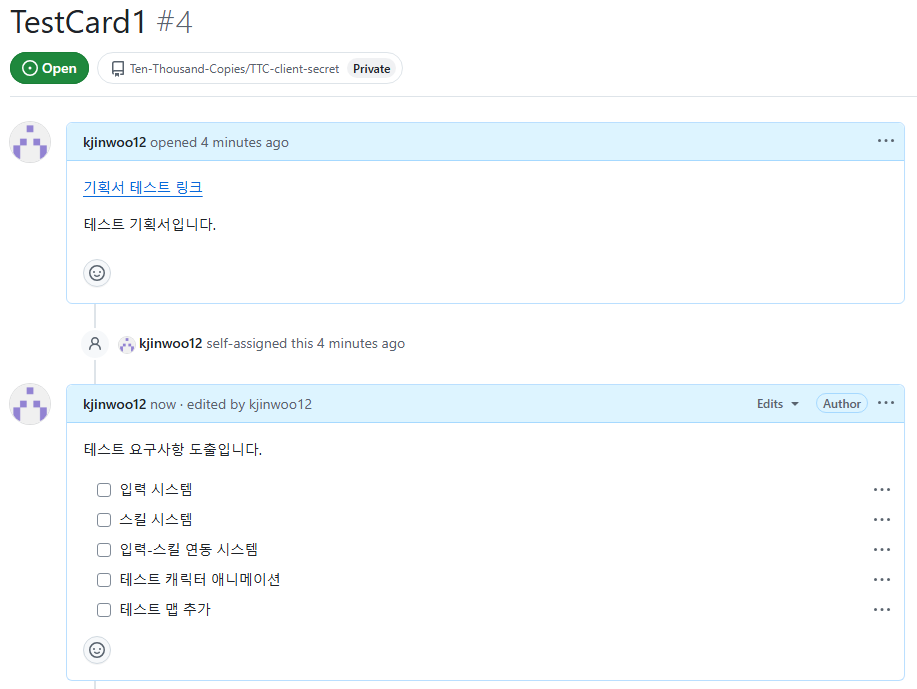 TestCard1 #4
Open Ten-Thousand-Copies/TTC-client-secret Private
kjinwoo12 opened 4 minutes ago
기획서 테스트 링크
테스트 기획서입니다.
kjinwoo12 self-assigned this 4 minutes ago
kjinwoo12 now · edited by kjinwoo12 Edits Author
테스트 요구사항 도출입니다.
입력 시스템
스킬 시스템
입력-스킬 연동 시스템
테스트 캐릭터 애니메이션
테스트 맵 추가